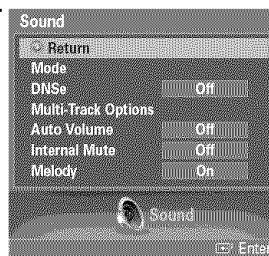 Sound
Return
Mode
DNSe Off
Multi-Track Options
Auto Volume Off
Internal Mute Off
Melody On
Sound
Enter